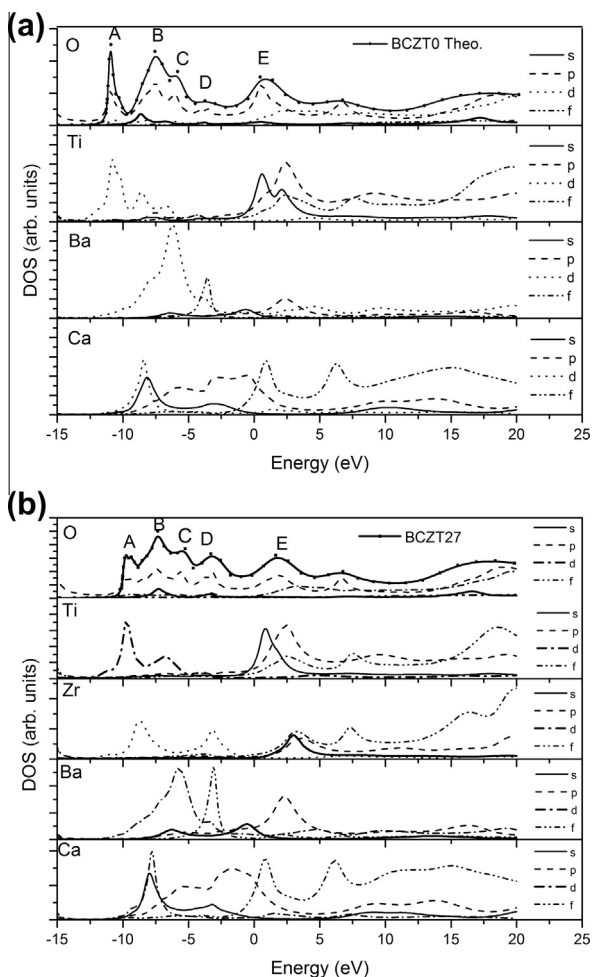 (a)
A
B
C
D
E
O
BCZT0 Theo.
s
p
d
f
Ti
s
p
d
f
Ba
s
p
d
f
Ca
s
p
d
f
DOS (arb. units)
-15 -10 -5 0 5 10 15 20 25
Energy (eV)
(b)
A
B
C
D
E
O
BCZT27
s
p
d
f
Ti
s
p
d
f
Zr
s
p
d
f
Ba
s
p
d
f
Ca
s
p
d
f
DOS (arb. units)
-15 -10 -5 0 5 10 15 20 25
Energy (eV)